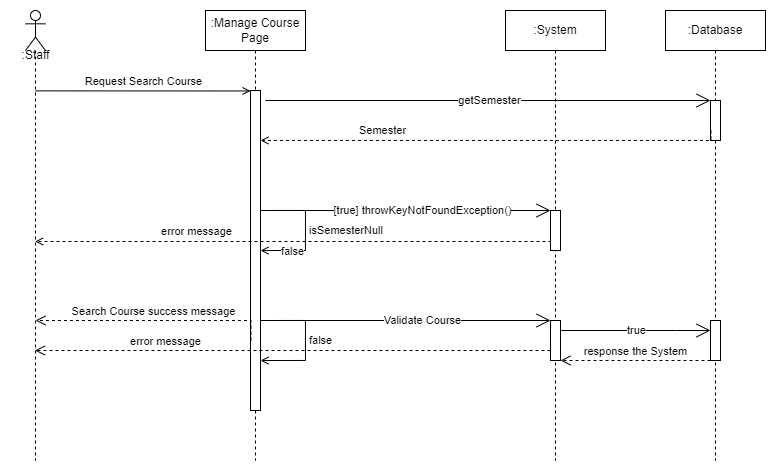 :Manage Course
Page
:System
:Database
:Staff
Request Search Course
getSemester
Semester
[true] throwKeyNotFoundException()
error message
isSemesterNull
false
Search Course success message
Validate Course
true
error message
false
response the System